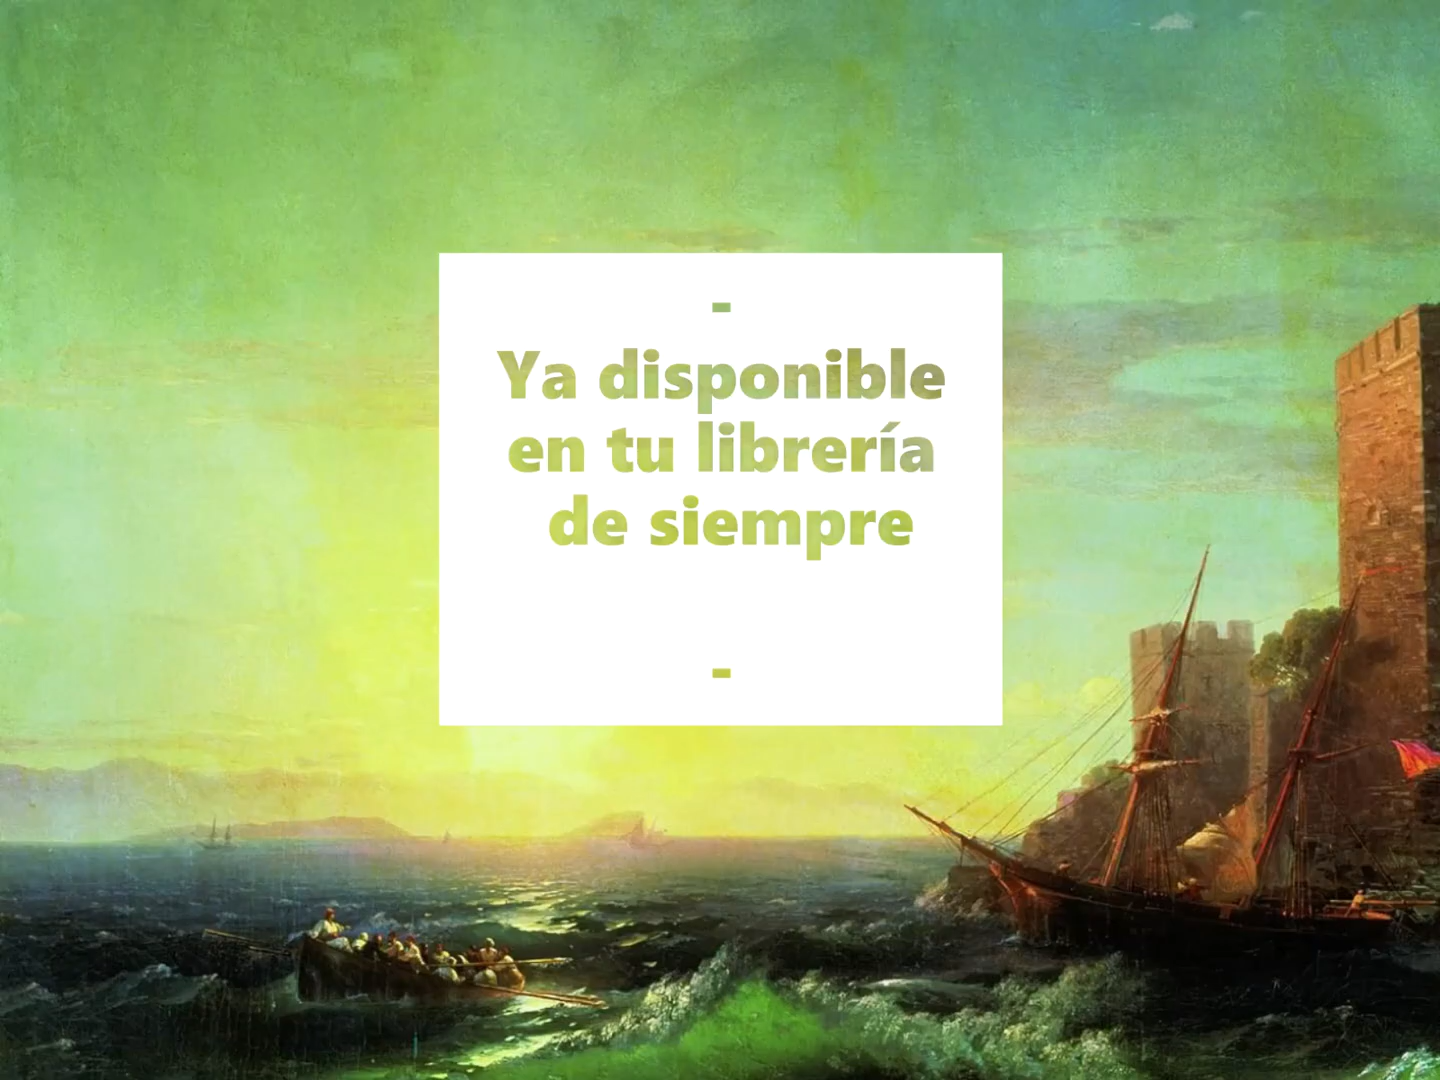 -
Ya disponible
en tu librería
de siempre
-